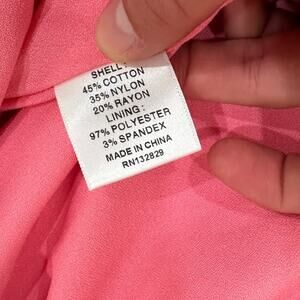 SHELL:
45% COTTON
35% NYLON
20% RAYON
LINING:
97% POLYESTER
3% SPANDEX
MADE IN CHINA
RN132829